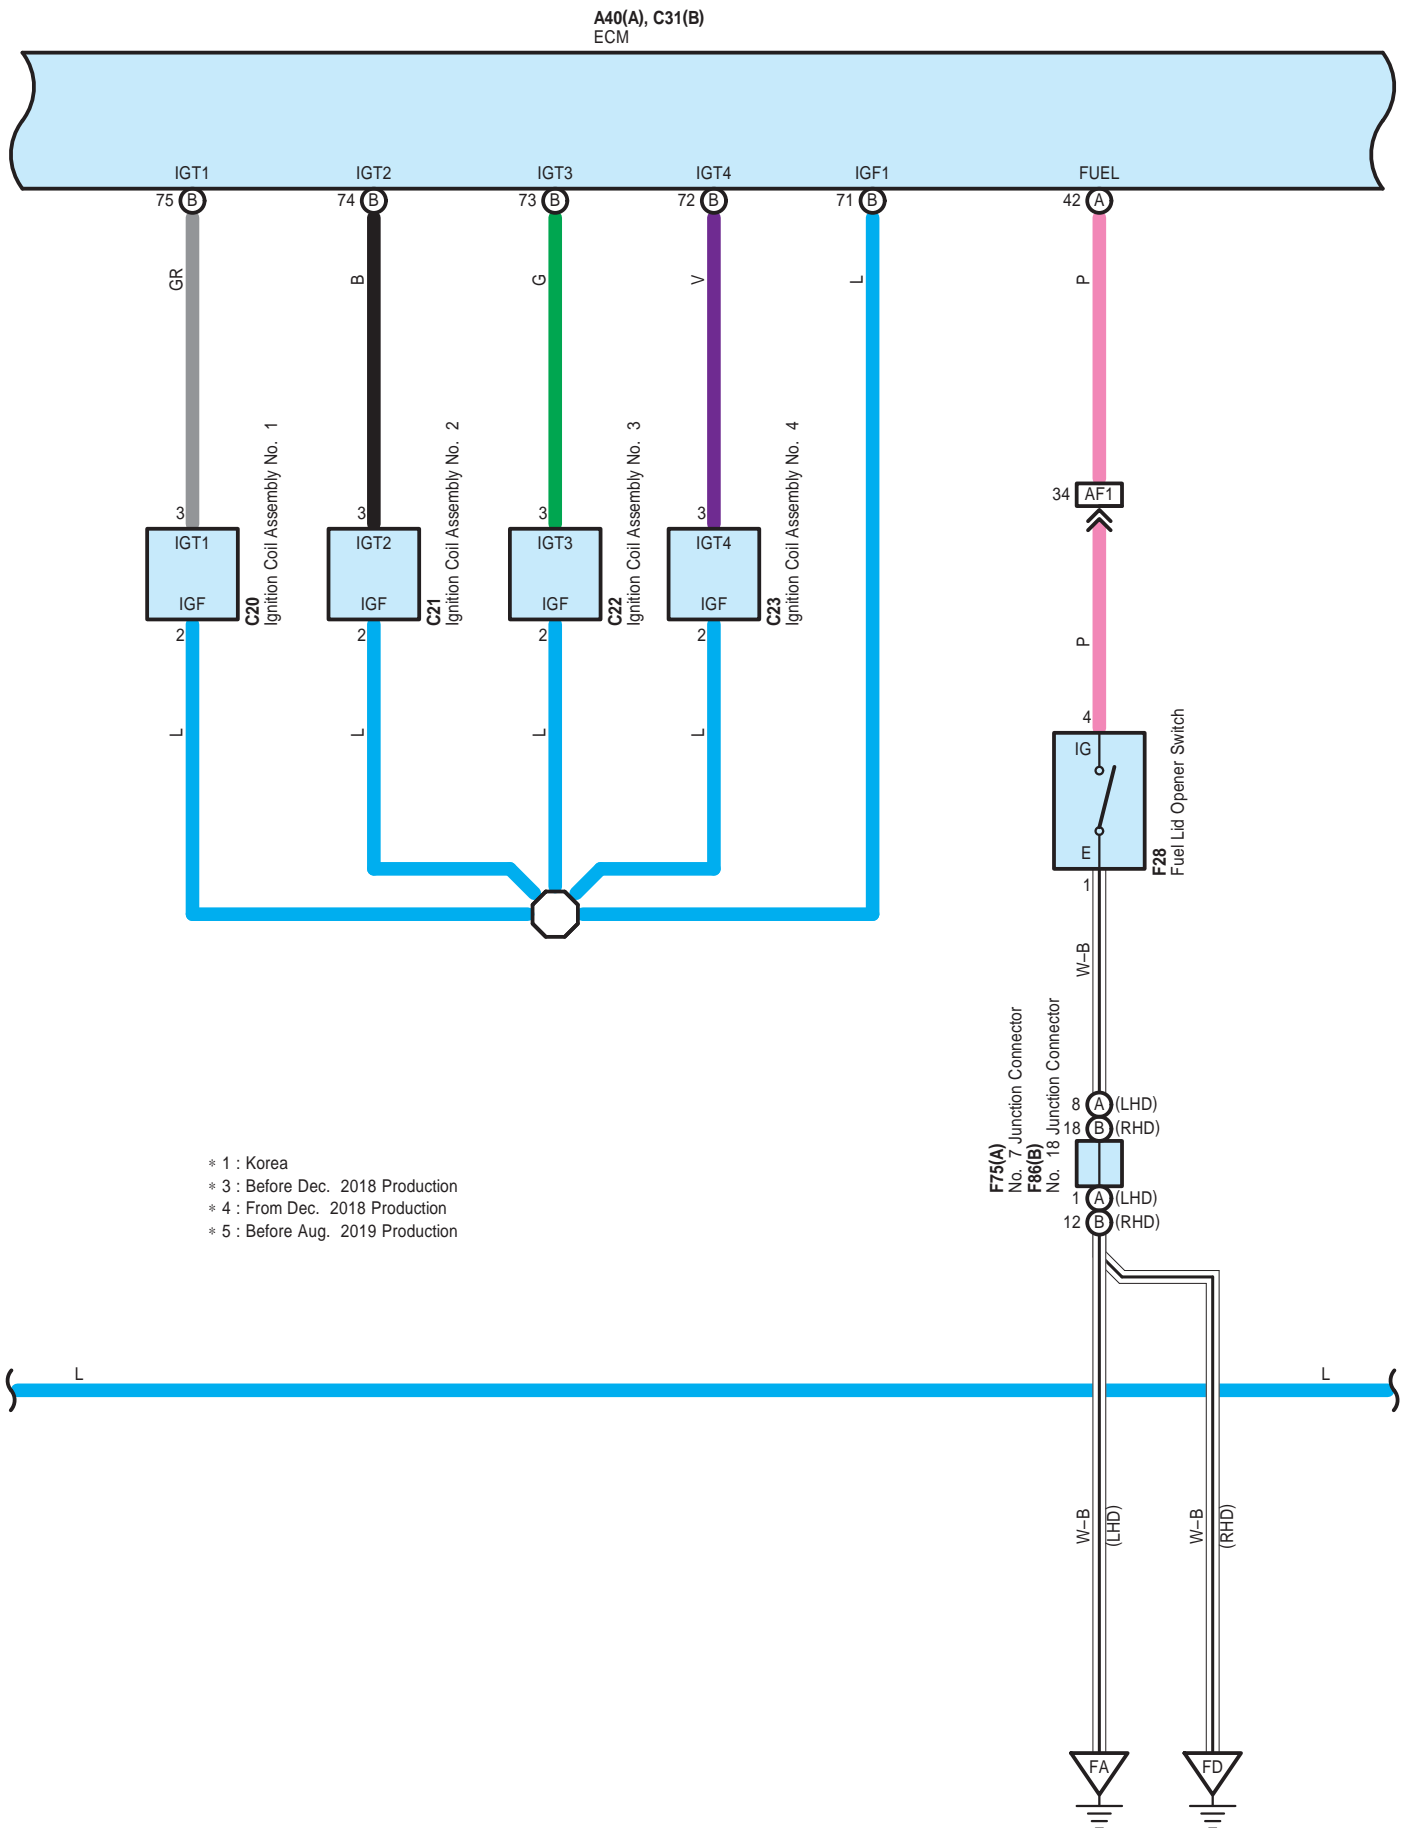 A40(A), C31(B)
ECM
IGT1 IGT2 IGT3 IGT4 IGF1 FUEL
75 B 74 B 73 B 72 B 71 B 42 A
GR B G V L P
34 AF1
3 3 3 3
IGT1 IGT2 IGT3 IGT4
IGF IGF IGF IGF
2 2 2 2
C20
Ignition Coil Assembly No. 1
C21
Ignition Coil Assembly No. 2
C22
Ignition Coil Assembly No. 3
C23
Ignition Coil Assembly No. 4
P
L L L L
4
IG
E
1
F28
Fuel Lid Opener Switch
W–B
8 A (LHD)
18 B (RHD)
F75(A)
No. 7 Junction Connector
F86(B)
No. 18 Junction Connector
1 A (LHD)
12 B (RHD)
* 1 : Korea
* 3 : Before Dec. 2018 Production
* 4 : From Dec. 2018 Production
* 5 : Before Aug. 2019 Production
L L
W–B
(LHD)
W–B
(RHD)
FA FD